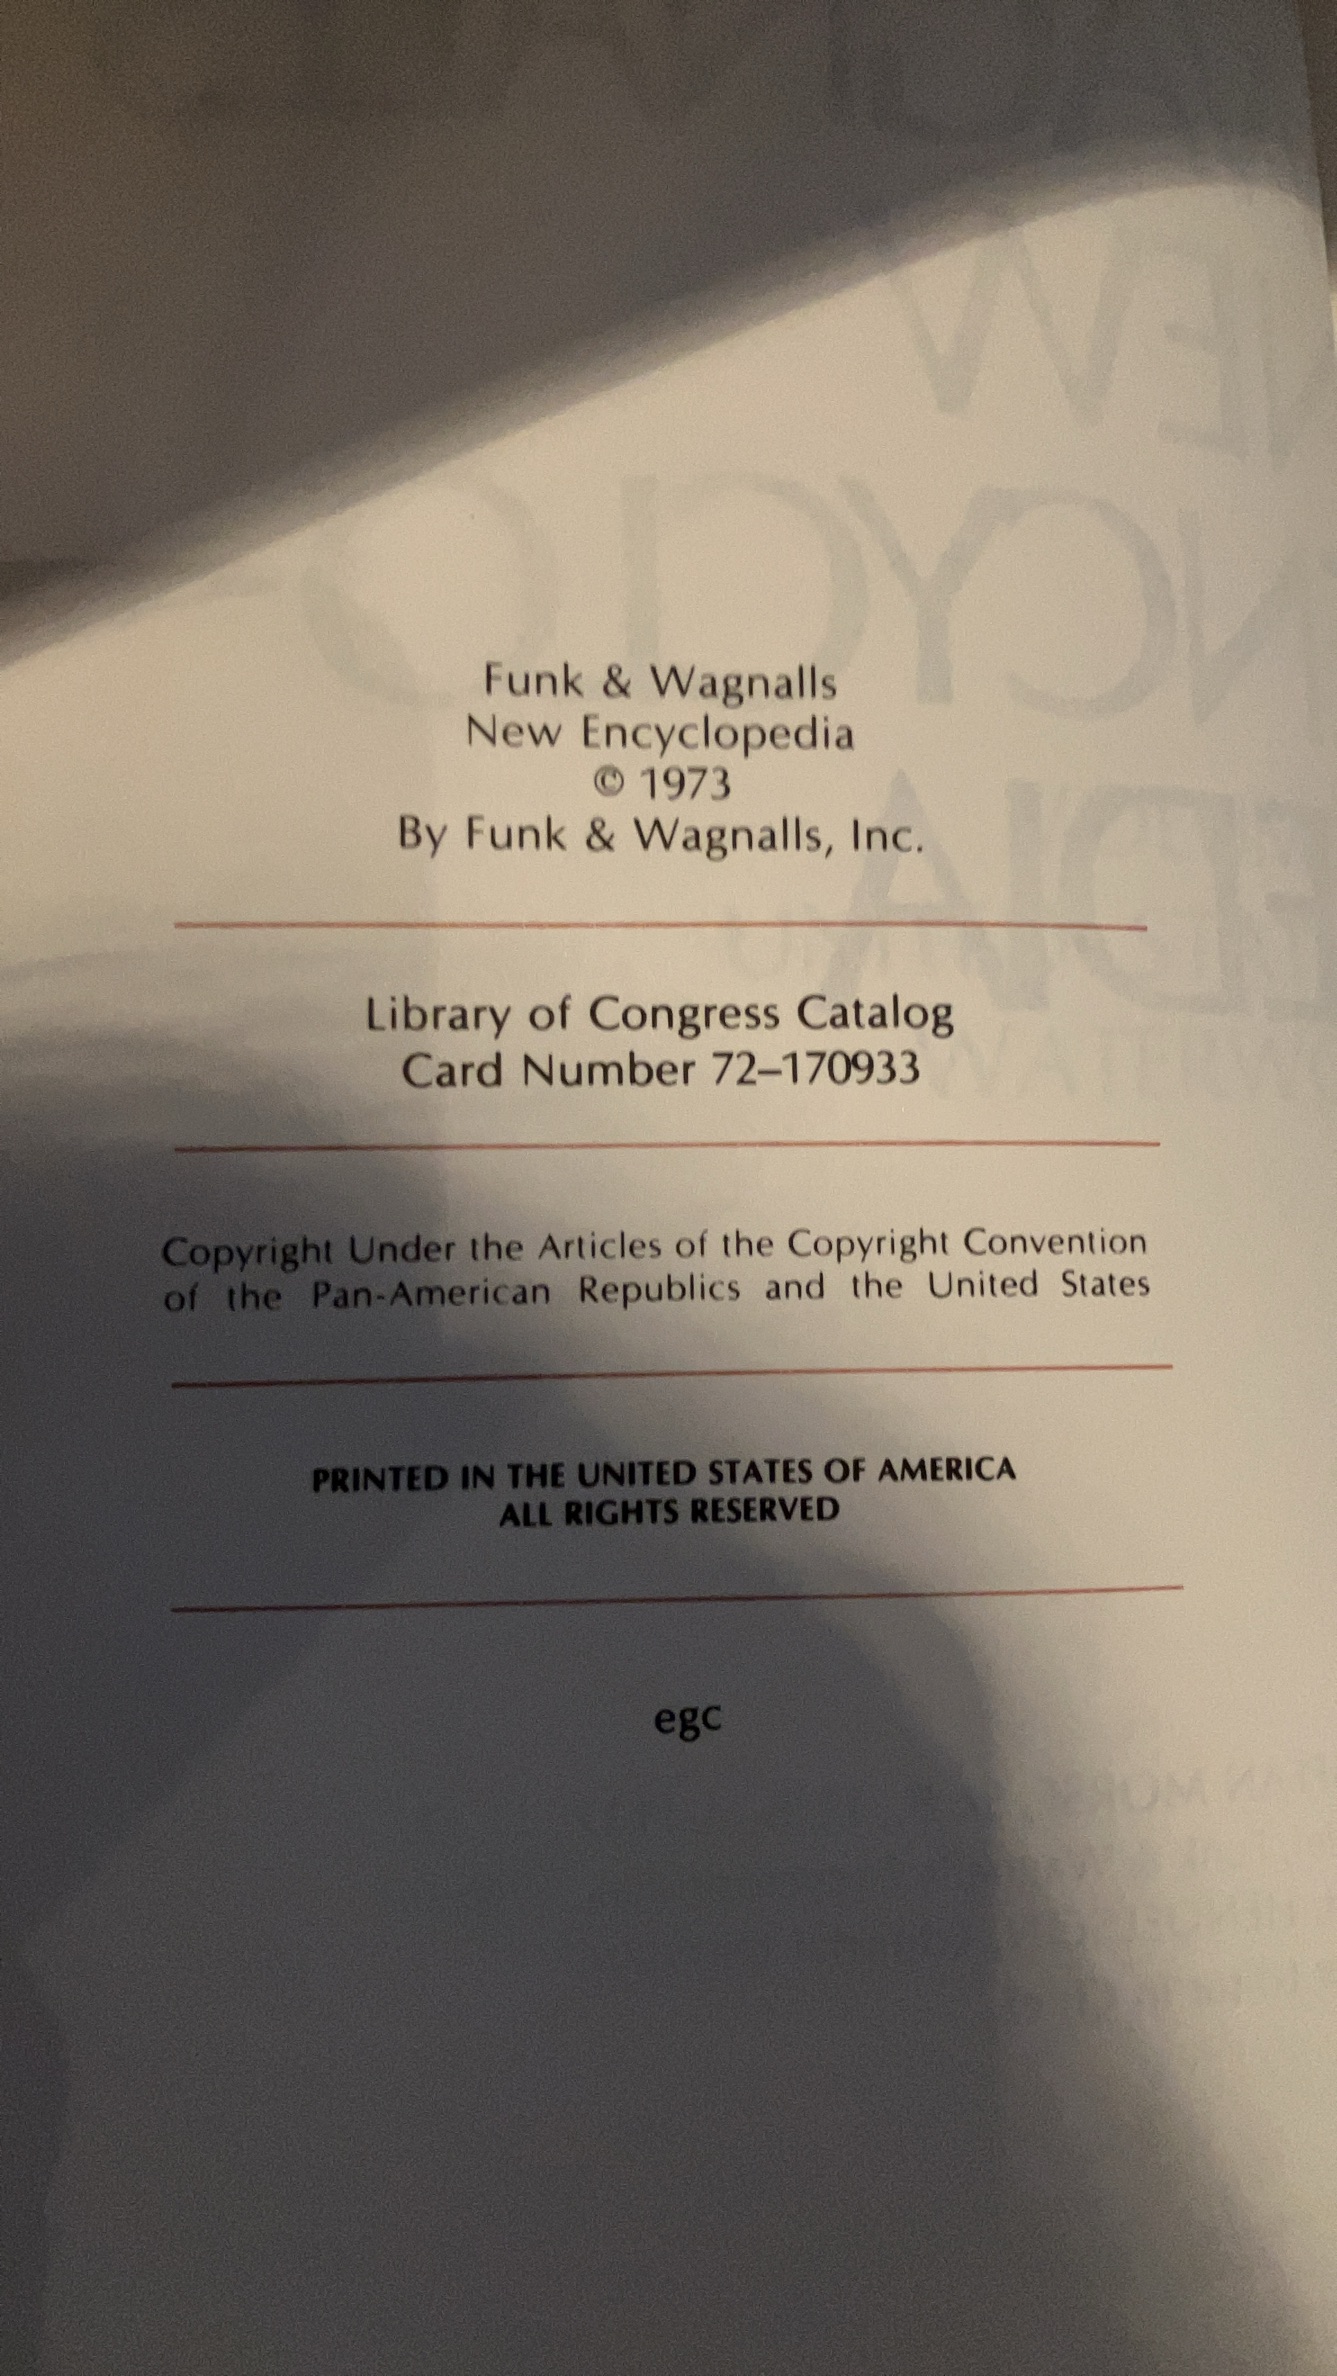 Funk & Wagnalls
New Encyclopedia
© 1973
By Funk & Wagnalls, Inc.
Library of Congress Catalog
Card Number 72–170933
Copyright Under the Articles of the Copyright Convention
of the Pan-American Republics and the United States
PRINTED IN THE UNITED STATES OF AMERICA
ALL RIGHTS RESERVED
egc